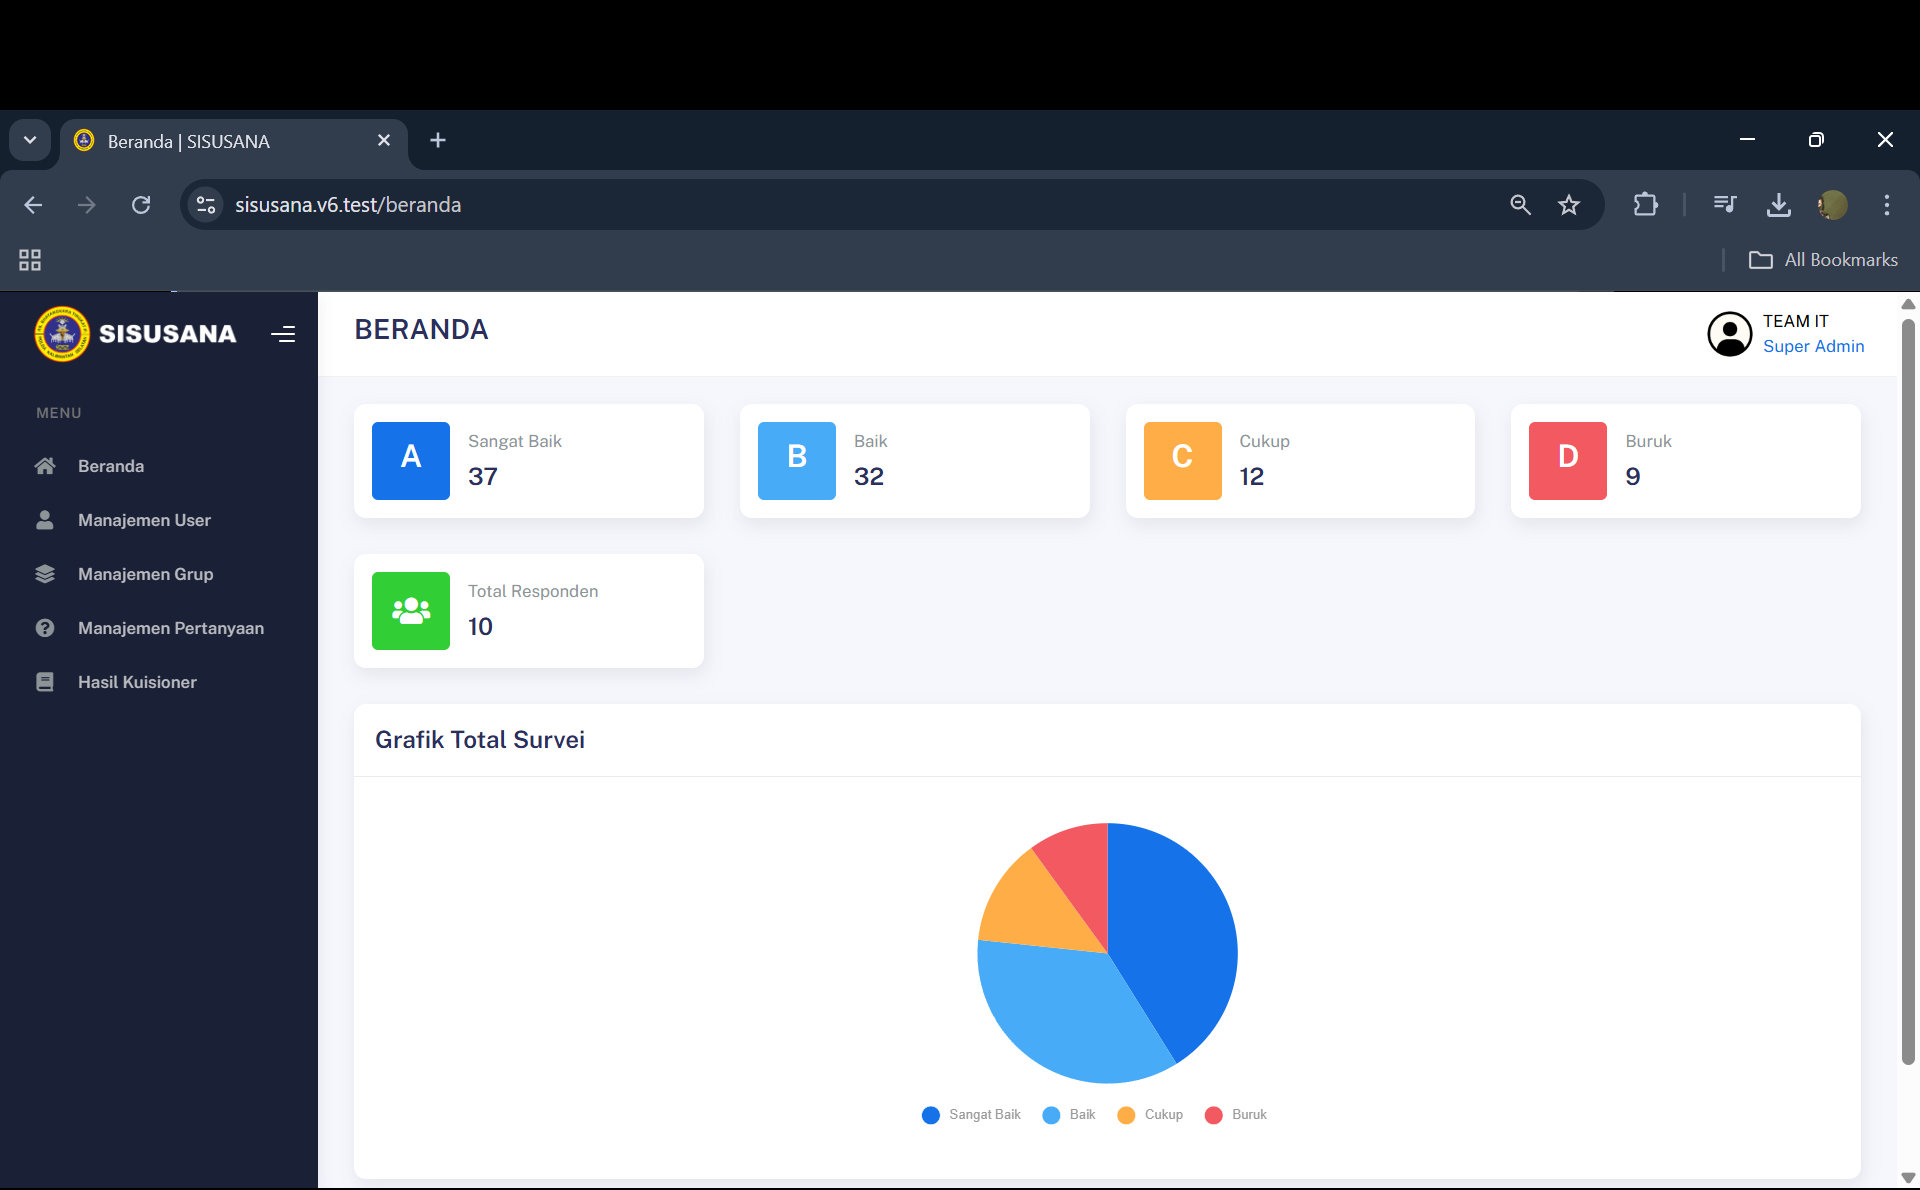 Beranda | SISUSANA
sisusana.v6.test/beranda
All Bookmarks
SISUSANA
BERANDA
TEAM IT
Super Admin
MENU
Beranda
Manajemen User
Manajemen Grup
Manajemen Pertanyaan
Hasil Kuisioner
A
Sangat Baik
37
B
Baik
32
C
Cukup
12
D
Buruk
9
Total Responden
10
Grafik Total Survei
Sangat Baik
Baik
Cukup
Buruk